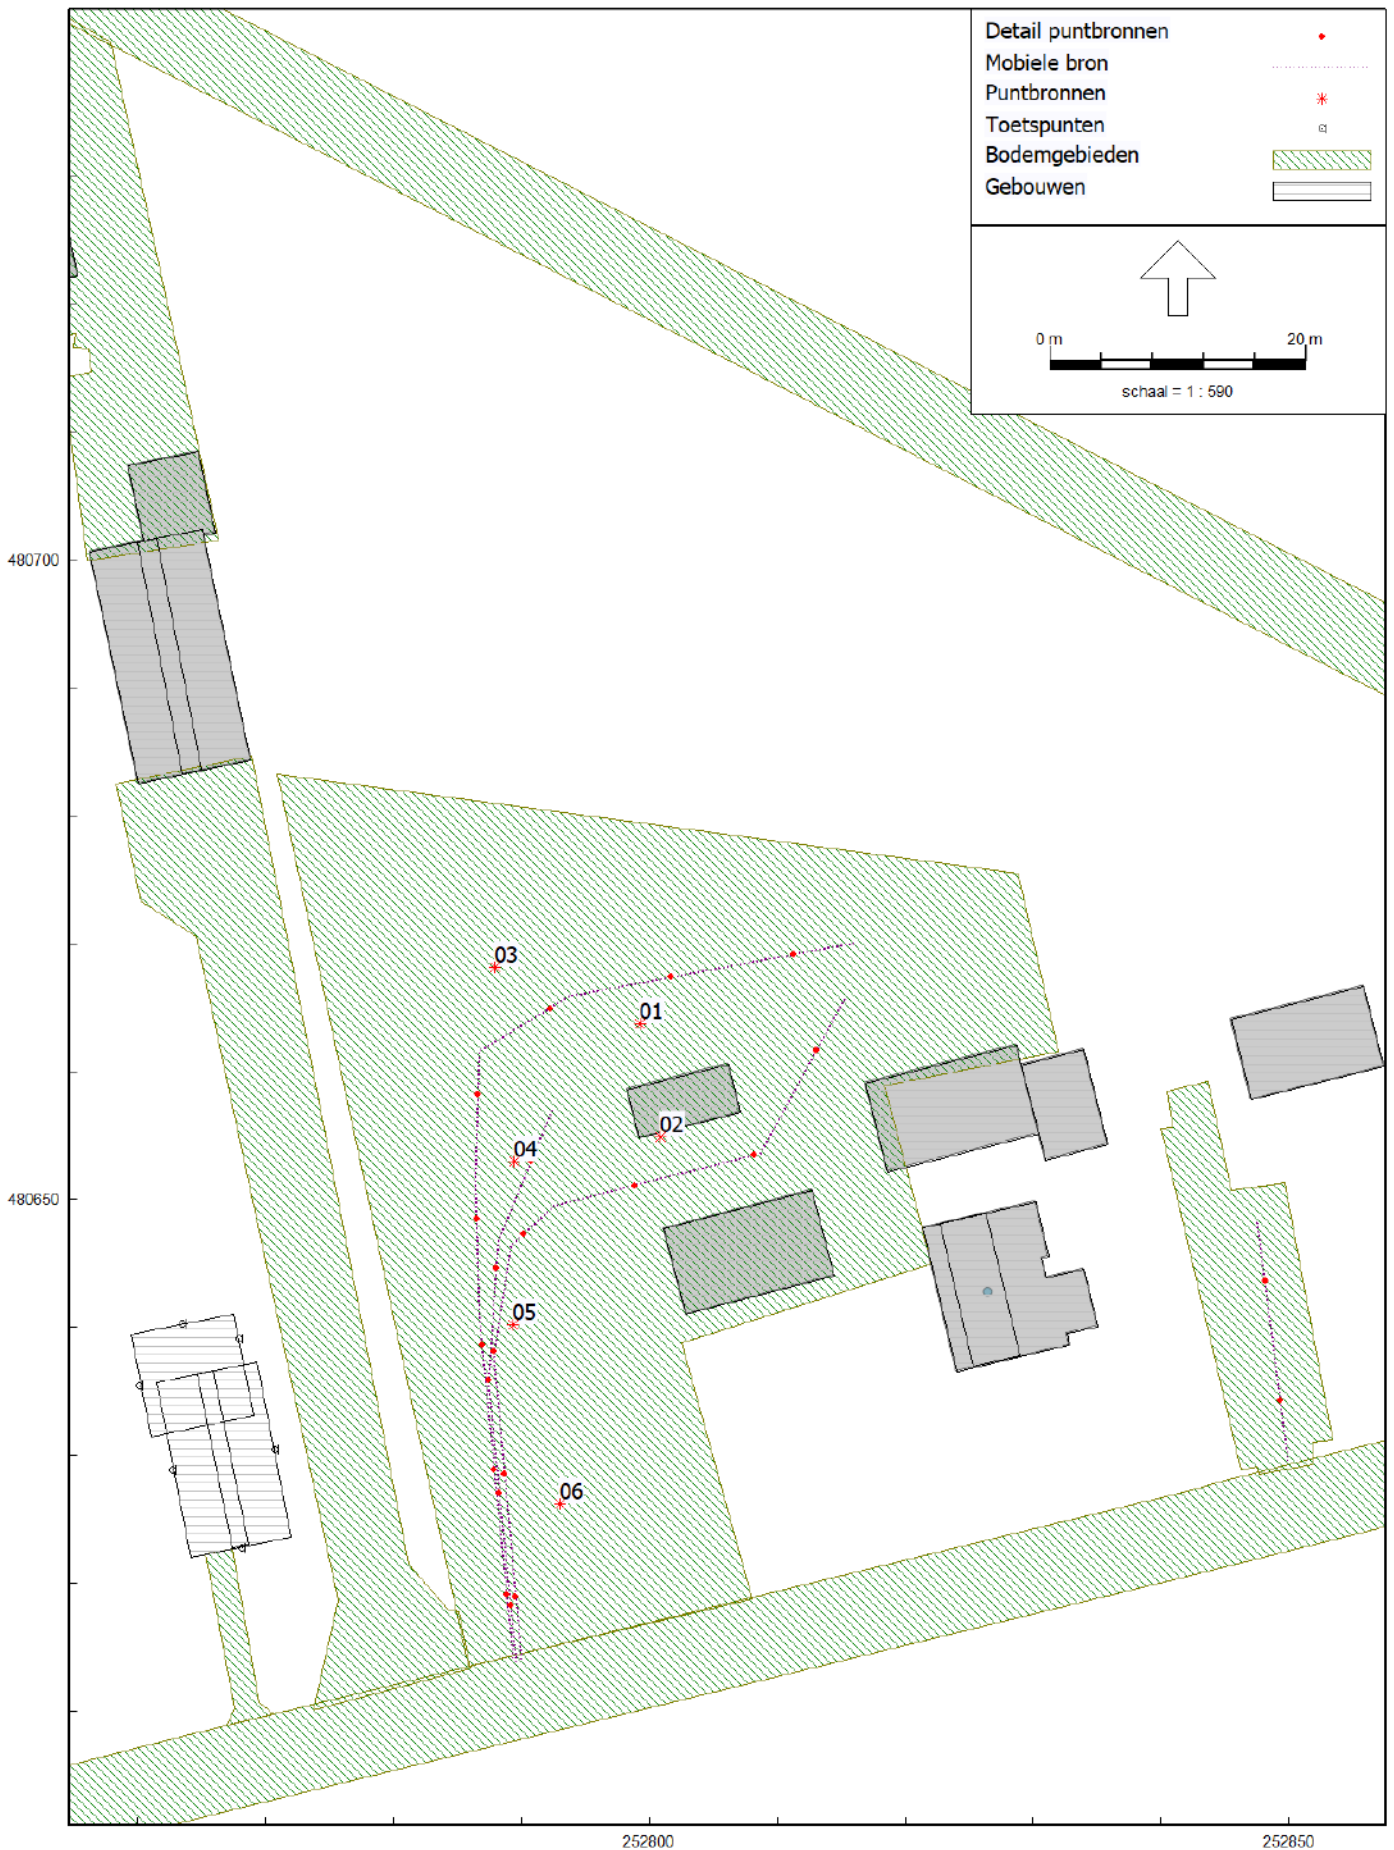 Detail puntbronnen
Mobiele bron
Puntbronnen
Toetspunten
Bodemgebieden
Gebouwen
0 m 20 m
schaal = 1 : 590
480700
03
01
02
04
480650
05
06
252800 252850